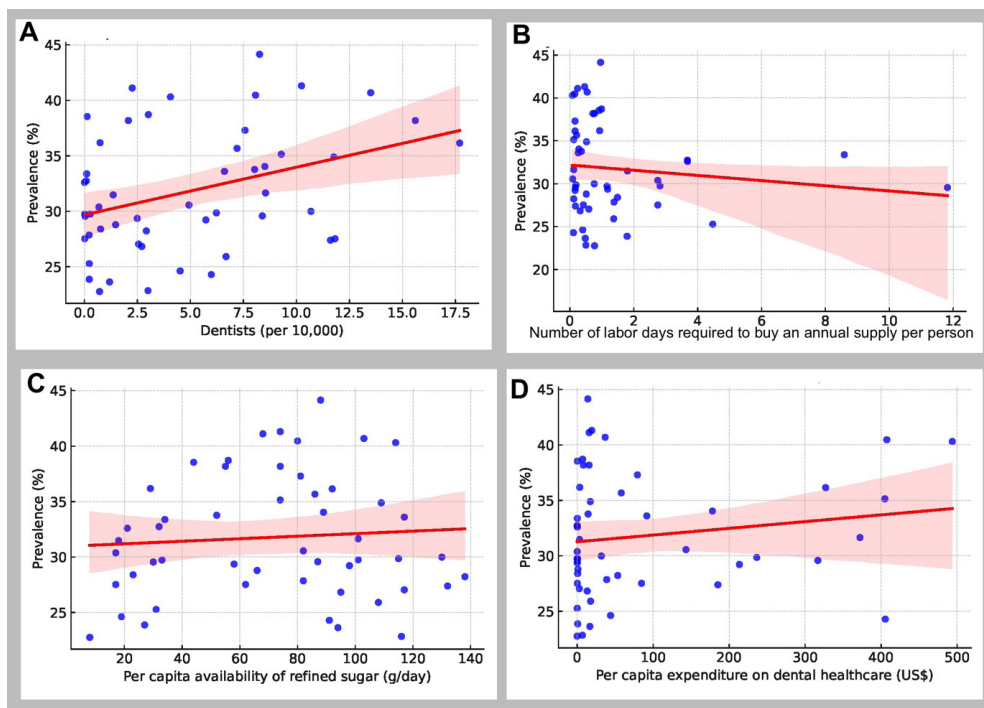 A
Prevalence (%)
45
40
35
30
25
0.0 2.5 5.0 7.5 10.0 12.5 15.0 17.5
Dentists (per 10,000)
B
Prevalence (%)
45
40
35
30
25
20
0 2 4 6 8 10 12
Number of labor days required to buy an annual supply per person
C
Prevalence (%)
45
40
35
30
25
20 40 60 80 100 120 140
Per capita availability of refined sugar (g/day)
D
Prevalence (%)
45
40
35
30
25
0 100 200 300 400 500
Per capita expenditure on dental healthcare (US$)